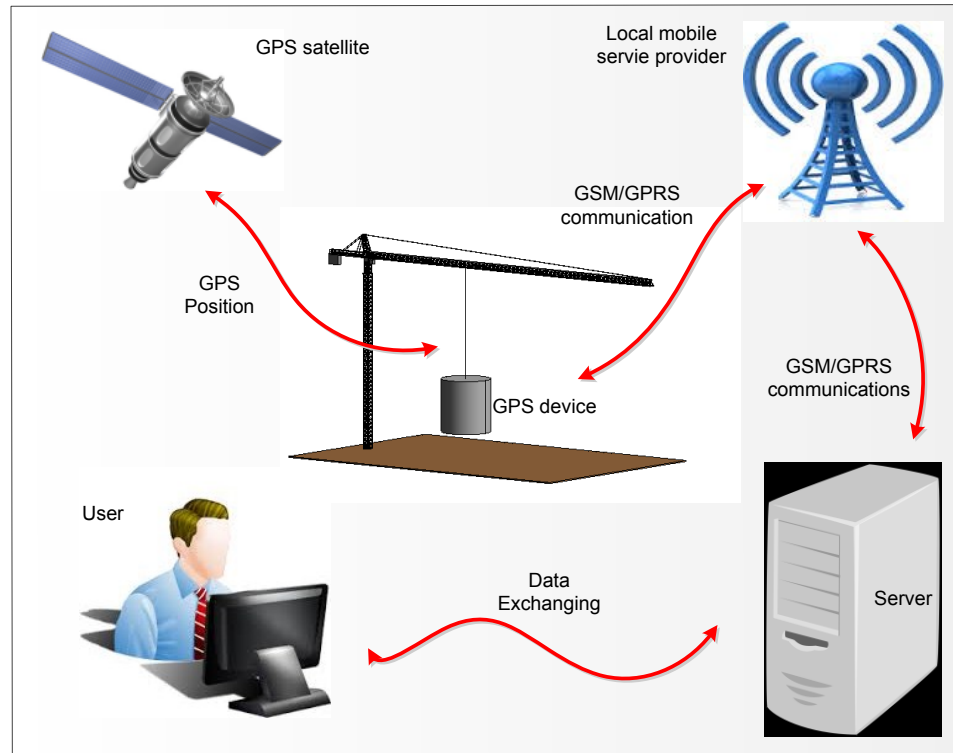 GPS satellite
Local mobile
servie provider
GSM/GPRS
communication
GPS
Position
GSM/GPRS
communications
GPS device
User
Data
Exchanging
Server